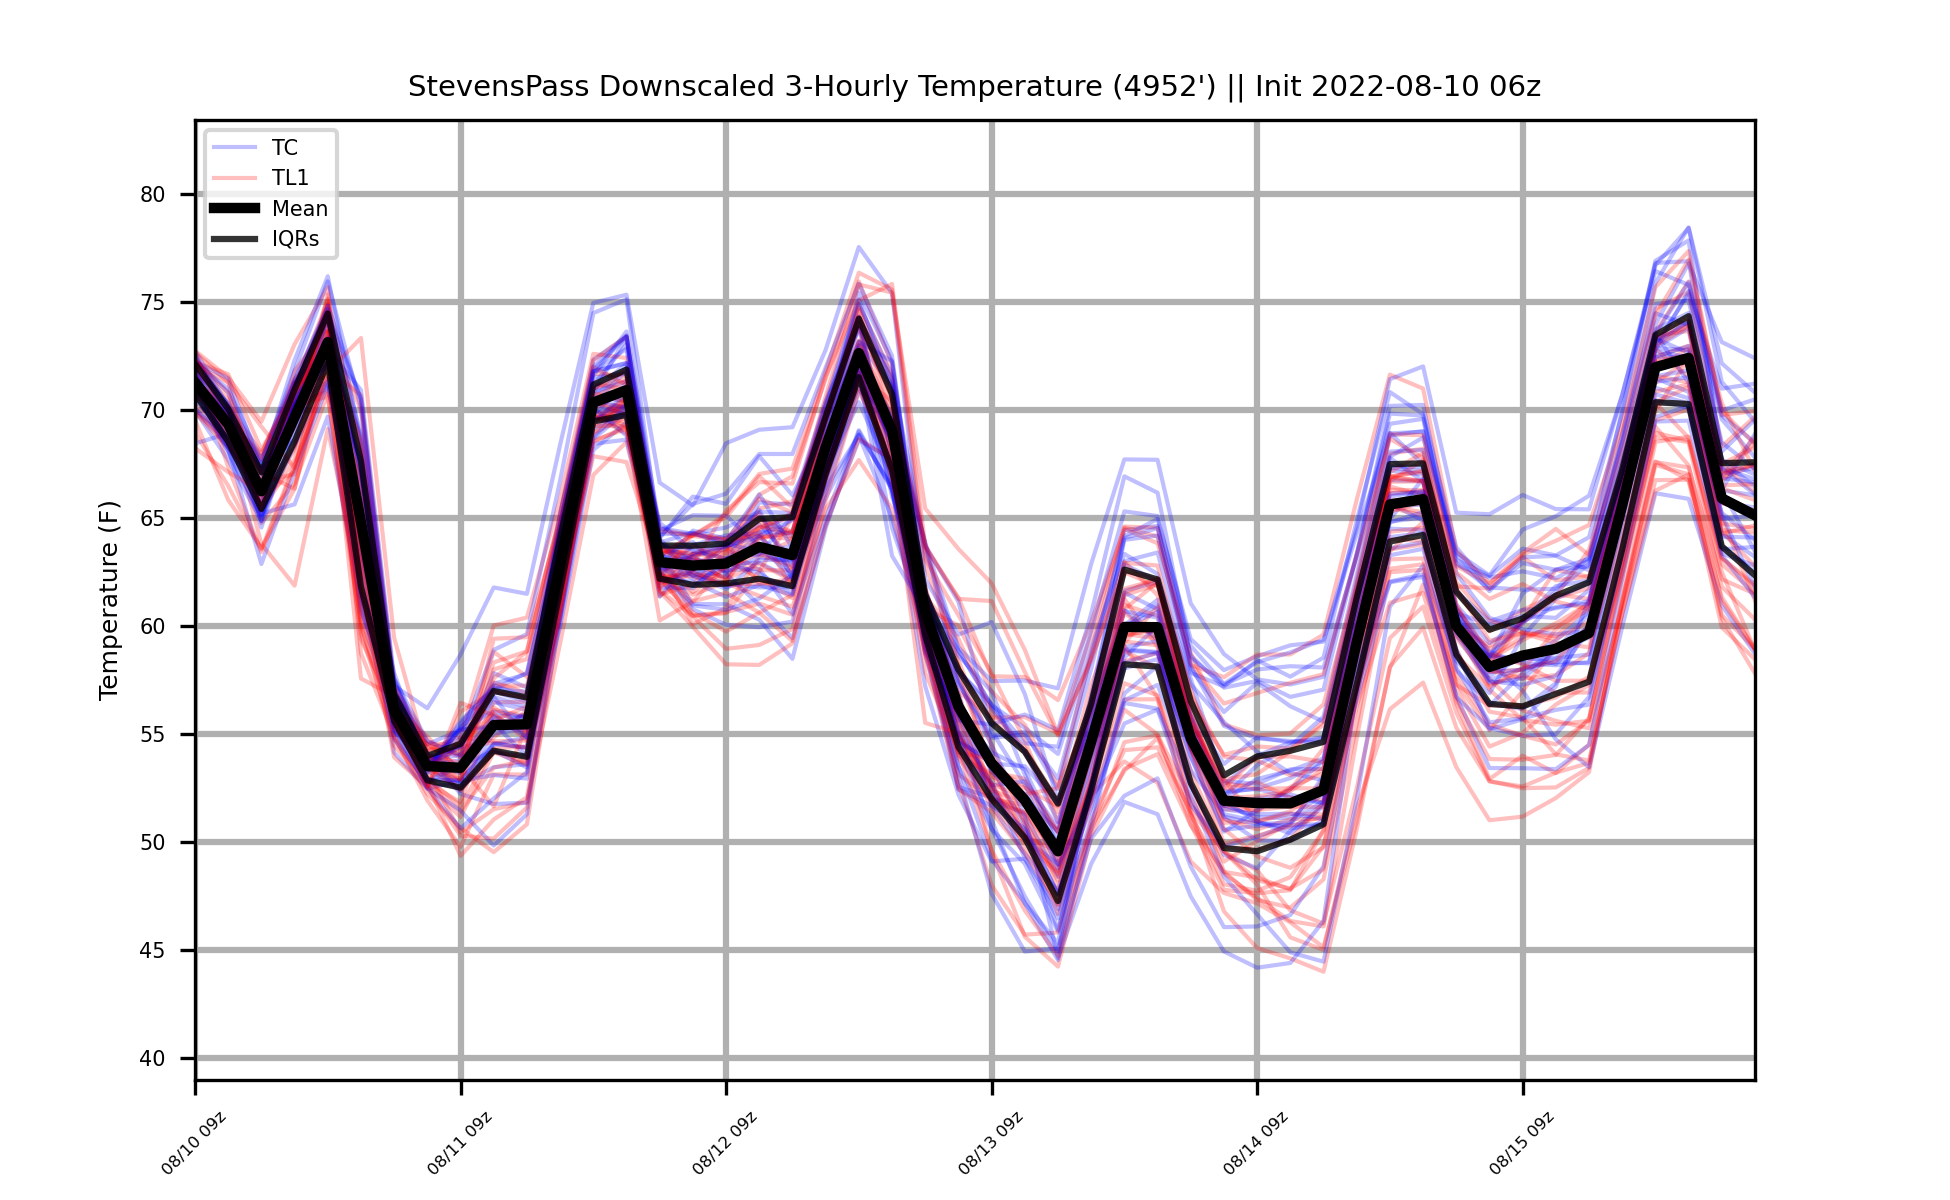 StevensPass Downscaled 3-Hourly Temperature (4952') || Init 2022-08-10 06z
TC
TL1
Mean
IQRs
Temperature (F)
80
75
70
65
60
55
50
45
40
08/10 09z
08/11 09z
08/12 09z
08/13 09z
08/14 09z
08/15 09z